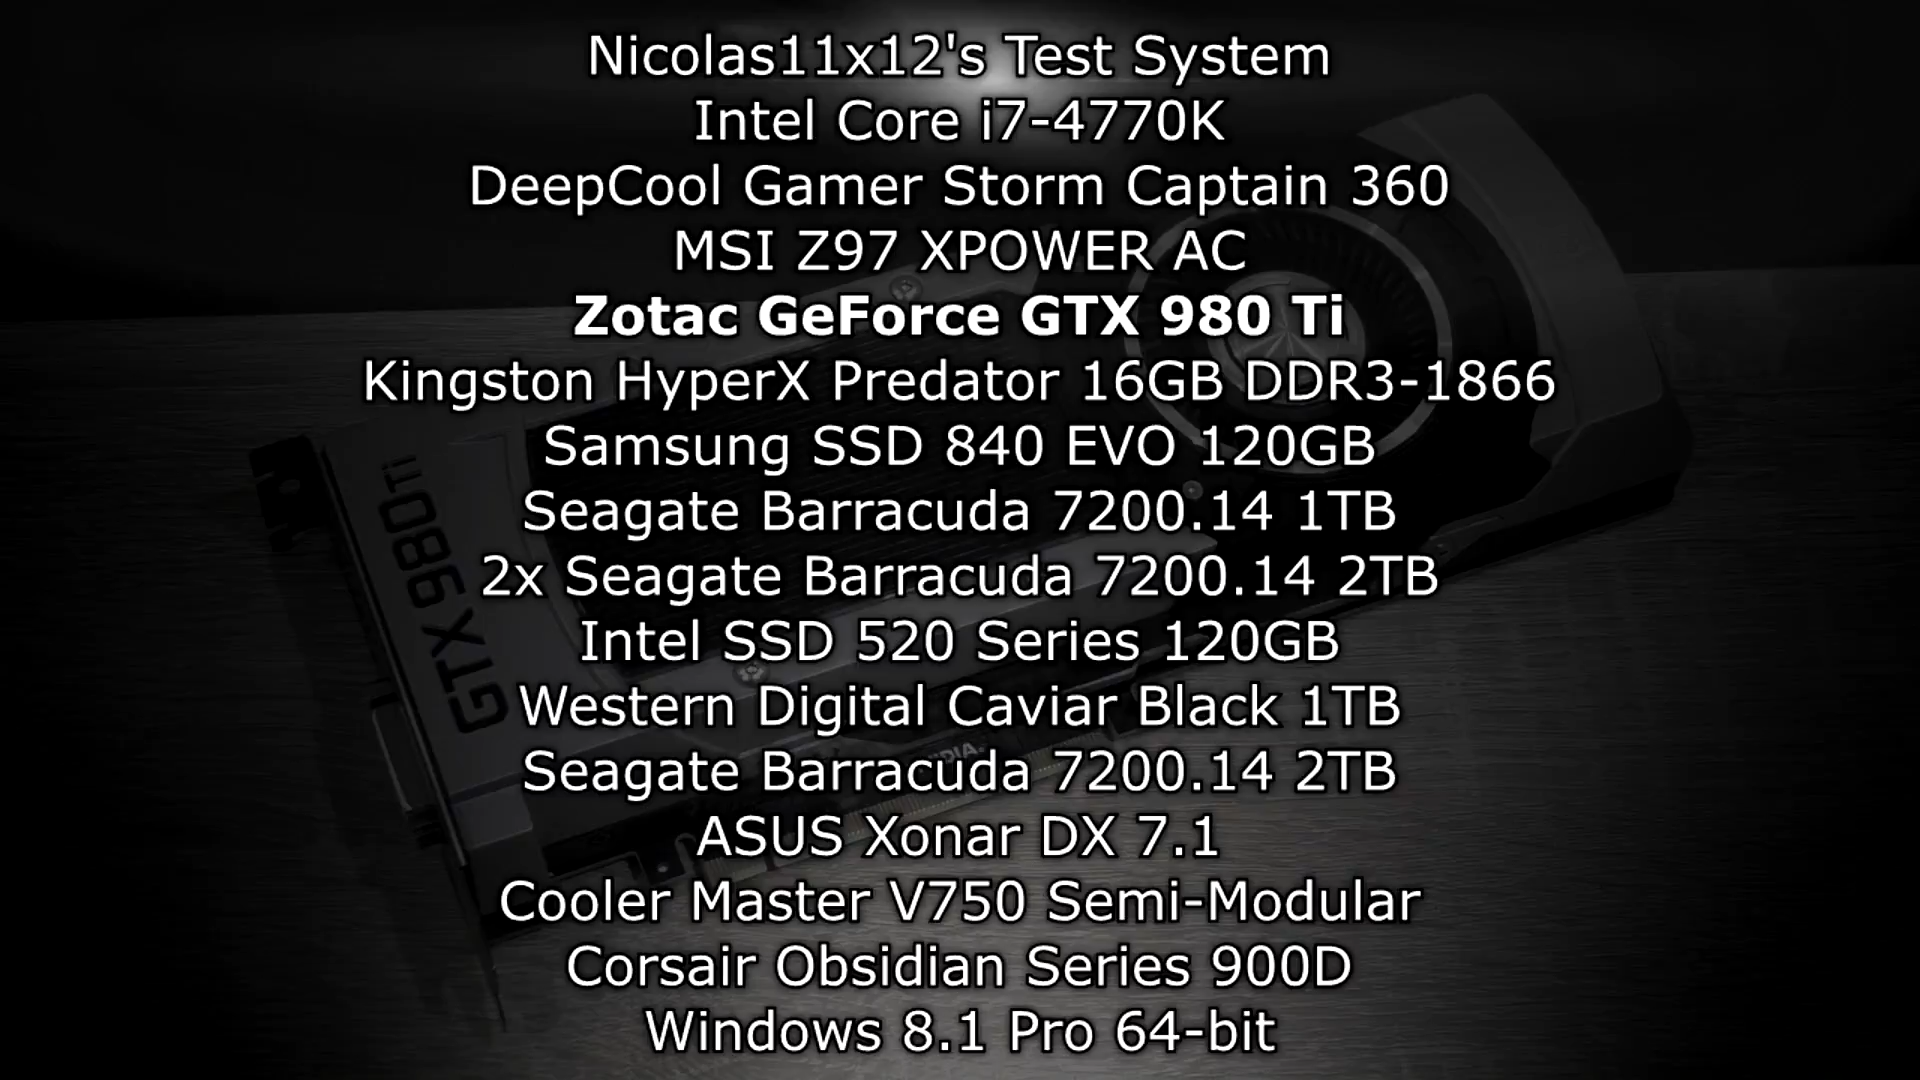 Nicolas11x12's Test System
Intel Core i7-4770K
DeepCool Gamer Storm Captain 360
MSI Z97 XPOWER AC
Zotac GeForce GTX 980 Ti
Kingston HyperX Predator 16GB DDR3-1866
Samsung SSD 840 EVO 120GB
Seagate Barracuda 7200.14 1TB
2x Seagate Barracuda 7200.14 2TB
Intel SSD 520 Series 120GB
Western Digital Caviar Black 1TB
Seagate Barracuda 7200.14 2TB
ASUS Xonar DX 7.1
Cooler Master V750 Semi-Modular
Corsair Obsidian Series 900D
Windows 8.1 Pro 64-bit
GTX 980Ti